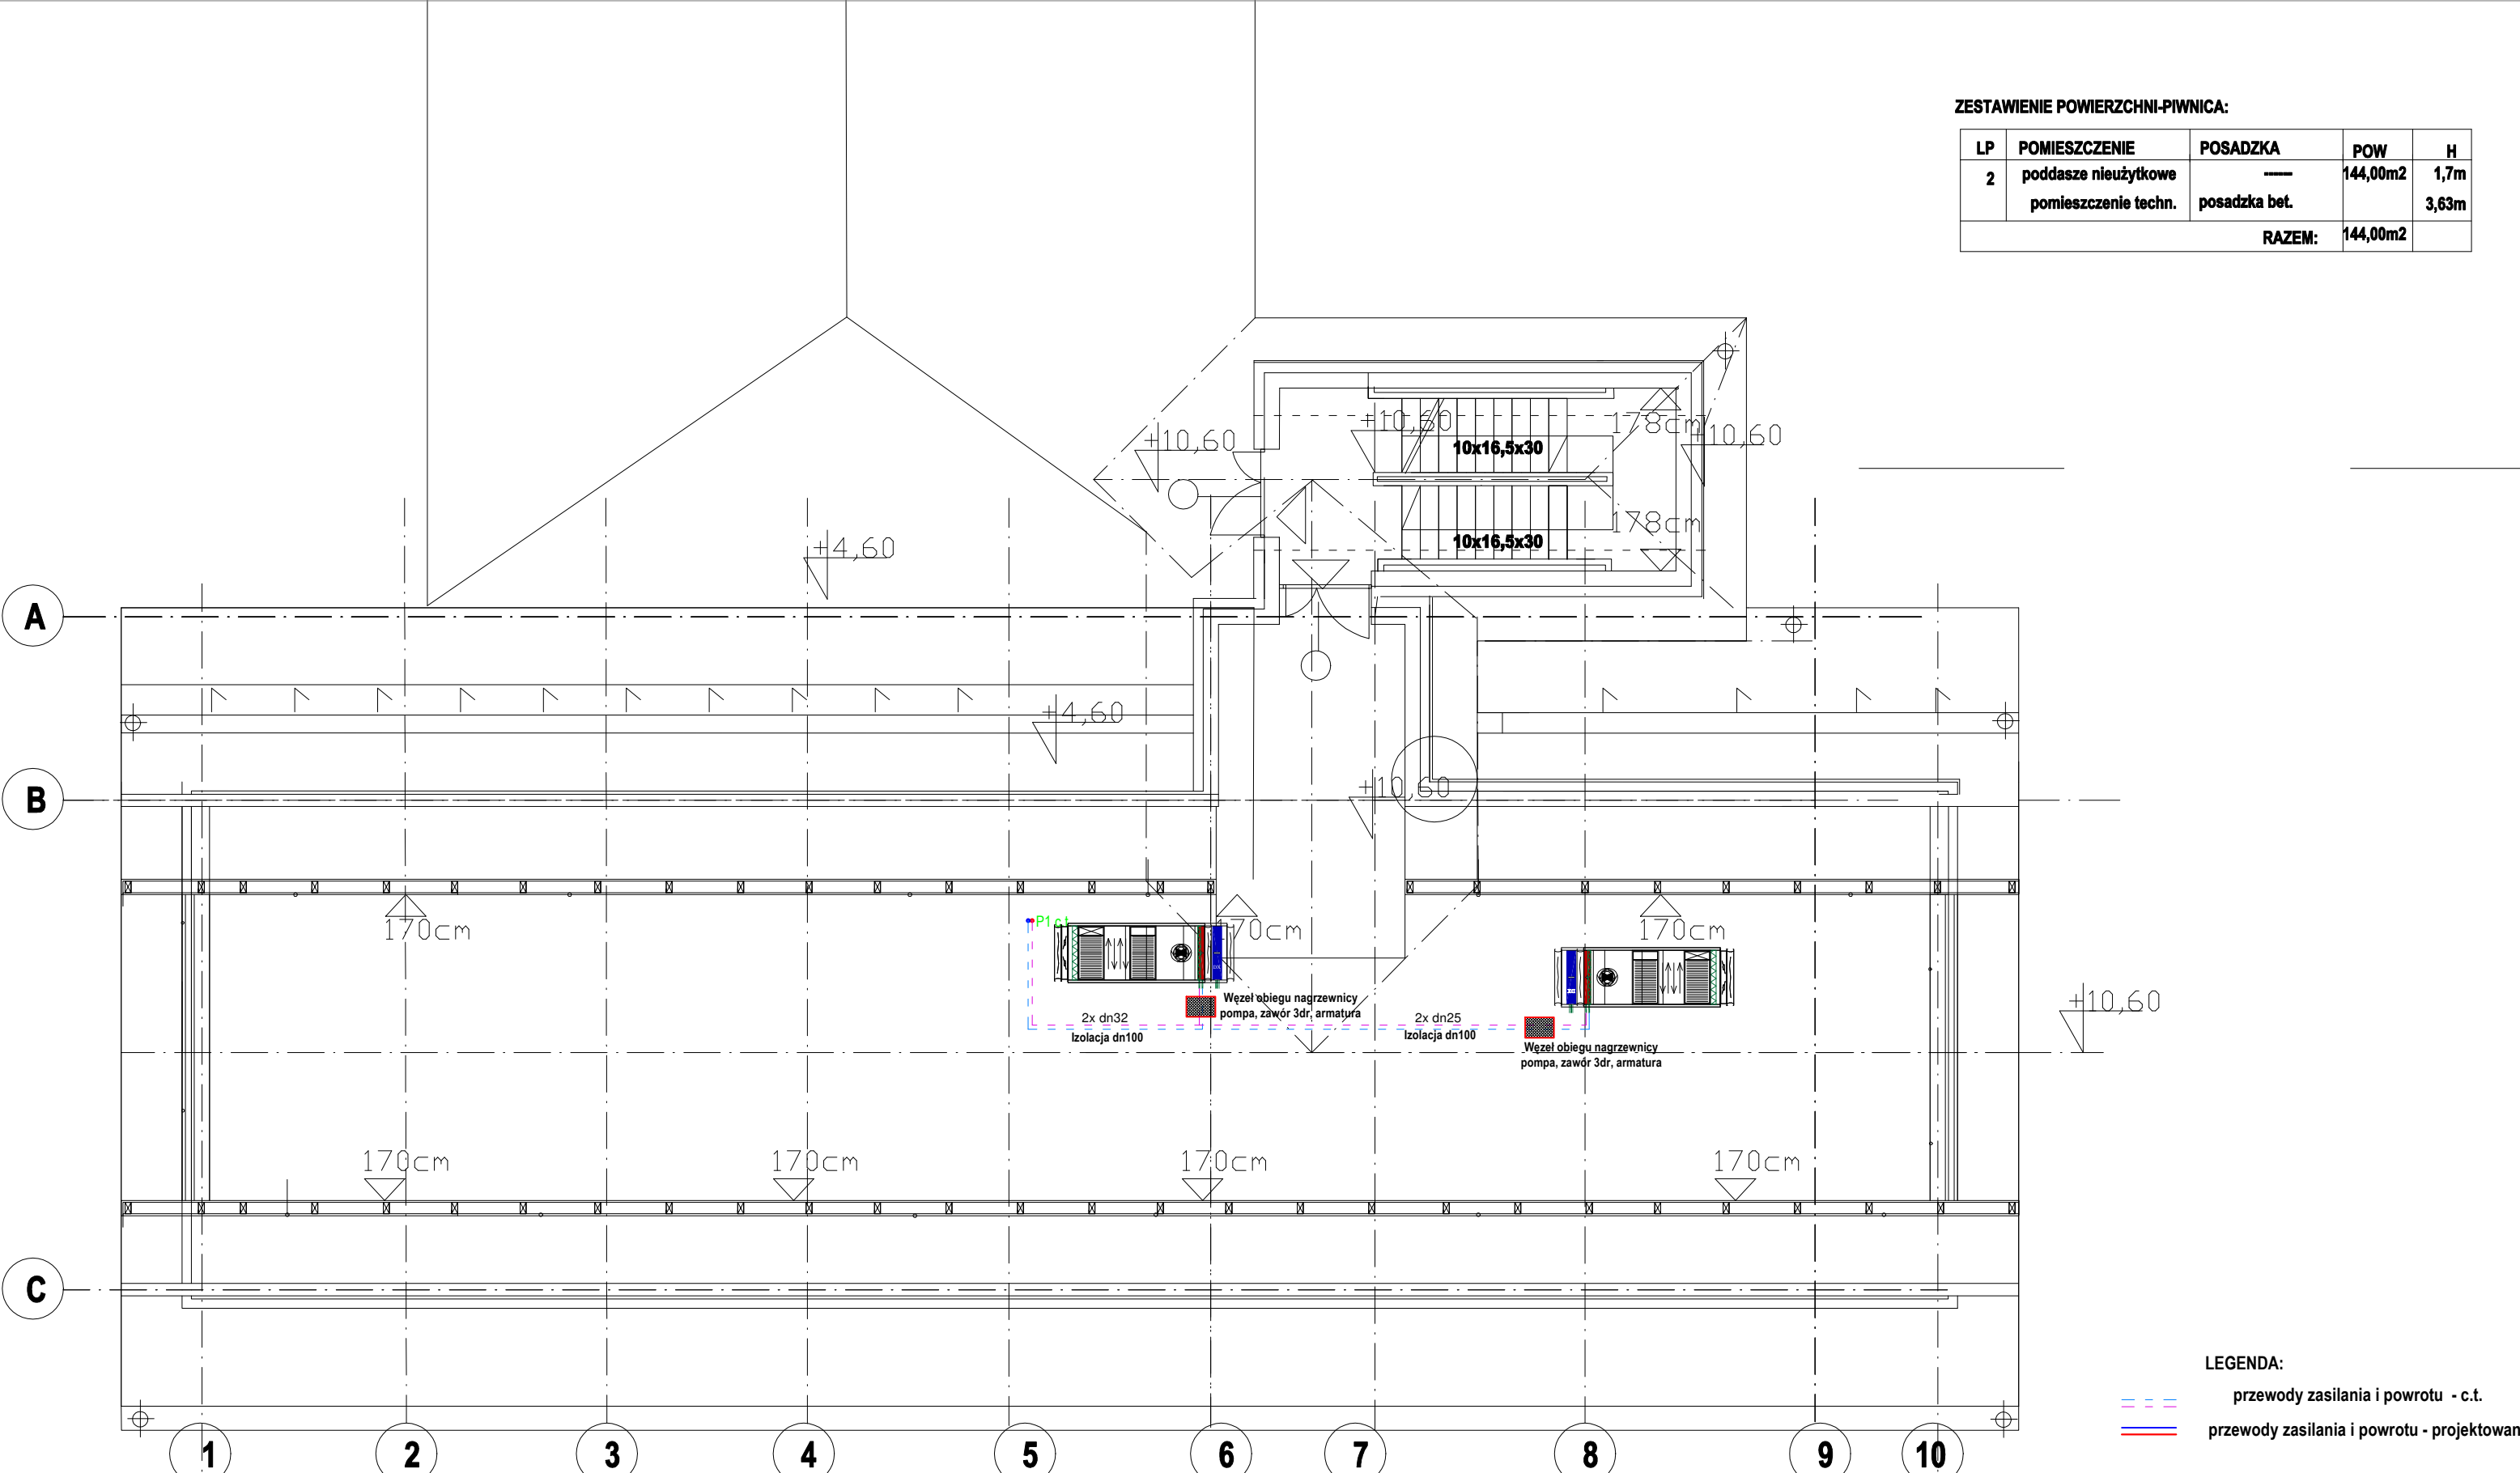 ZESTAWIENIE POWIERZCHNI-PIWNICA:
LP POMIESZCZENIE POSADZKA POW H
2 poddasze nieużytkowe ------ 144,00m2 1,7m
pomieszczenie techn. posadzka bet. 3,63m
RAZEM: 144,00m2
+10,60
+10,60
178cm
+10,60
10x16,5x30
178cm
10x16,5x30
+4,60
A
+4,60
B
+10,60
170cm
P1 c.t.
170cm
170cm
Węzeł obiegu nagrzewnicy
pompa, zawór 3dr, armatura
2x dn32
Izolacja dn100
2x dn25
Izolacja dn100
Węzeł obiegu nagrzewnicy
pompa, zawór 3dr, armatura
+10,60
170cm
170cm
170cm
170cm
C
LEGENDA:
przewody zasilania i powrotu - c.t.
przewody zasilania i powrotu - projektowan
1 2 3 4 5 6 7 8 9 10